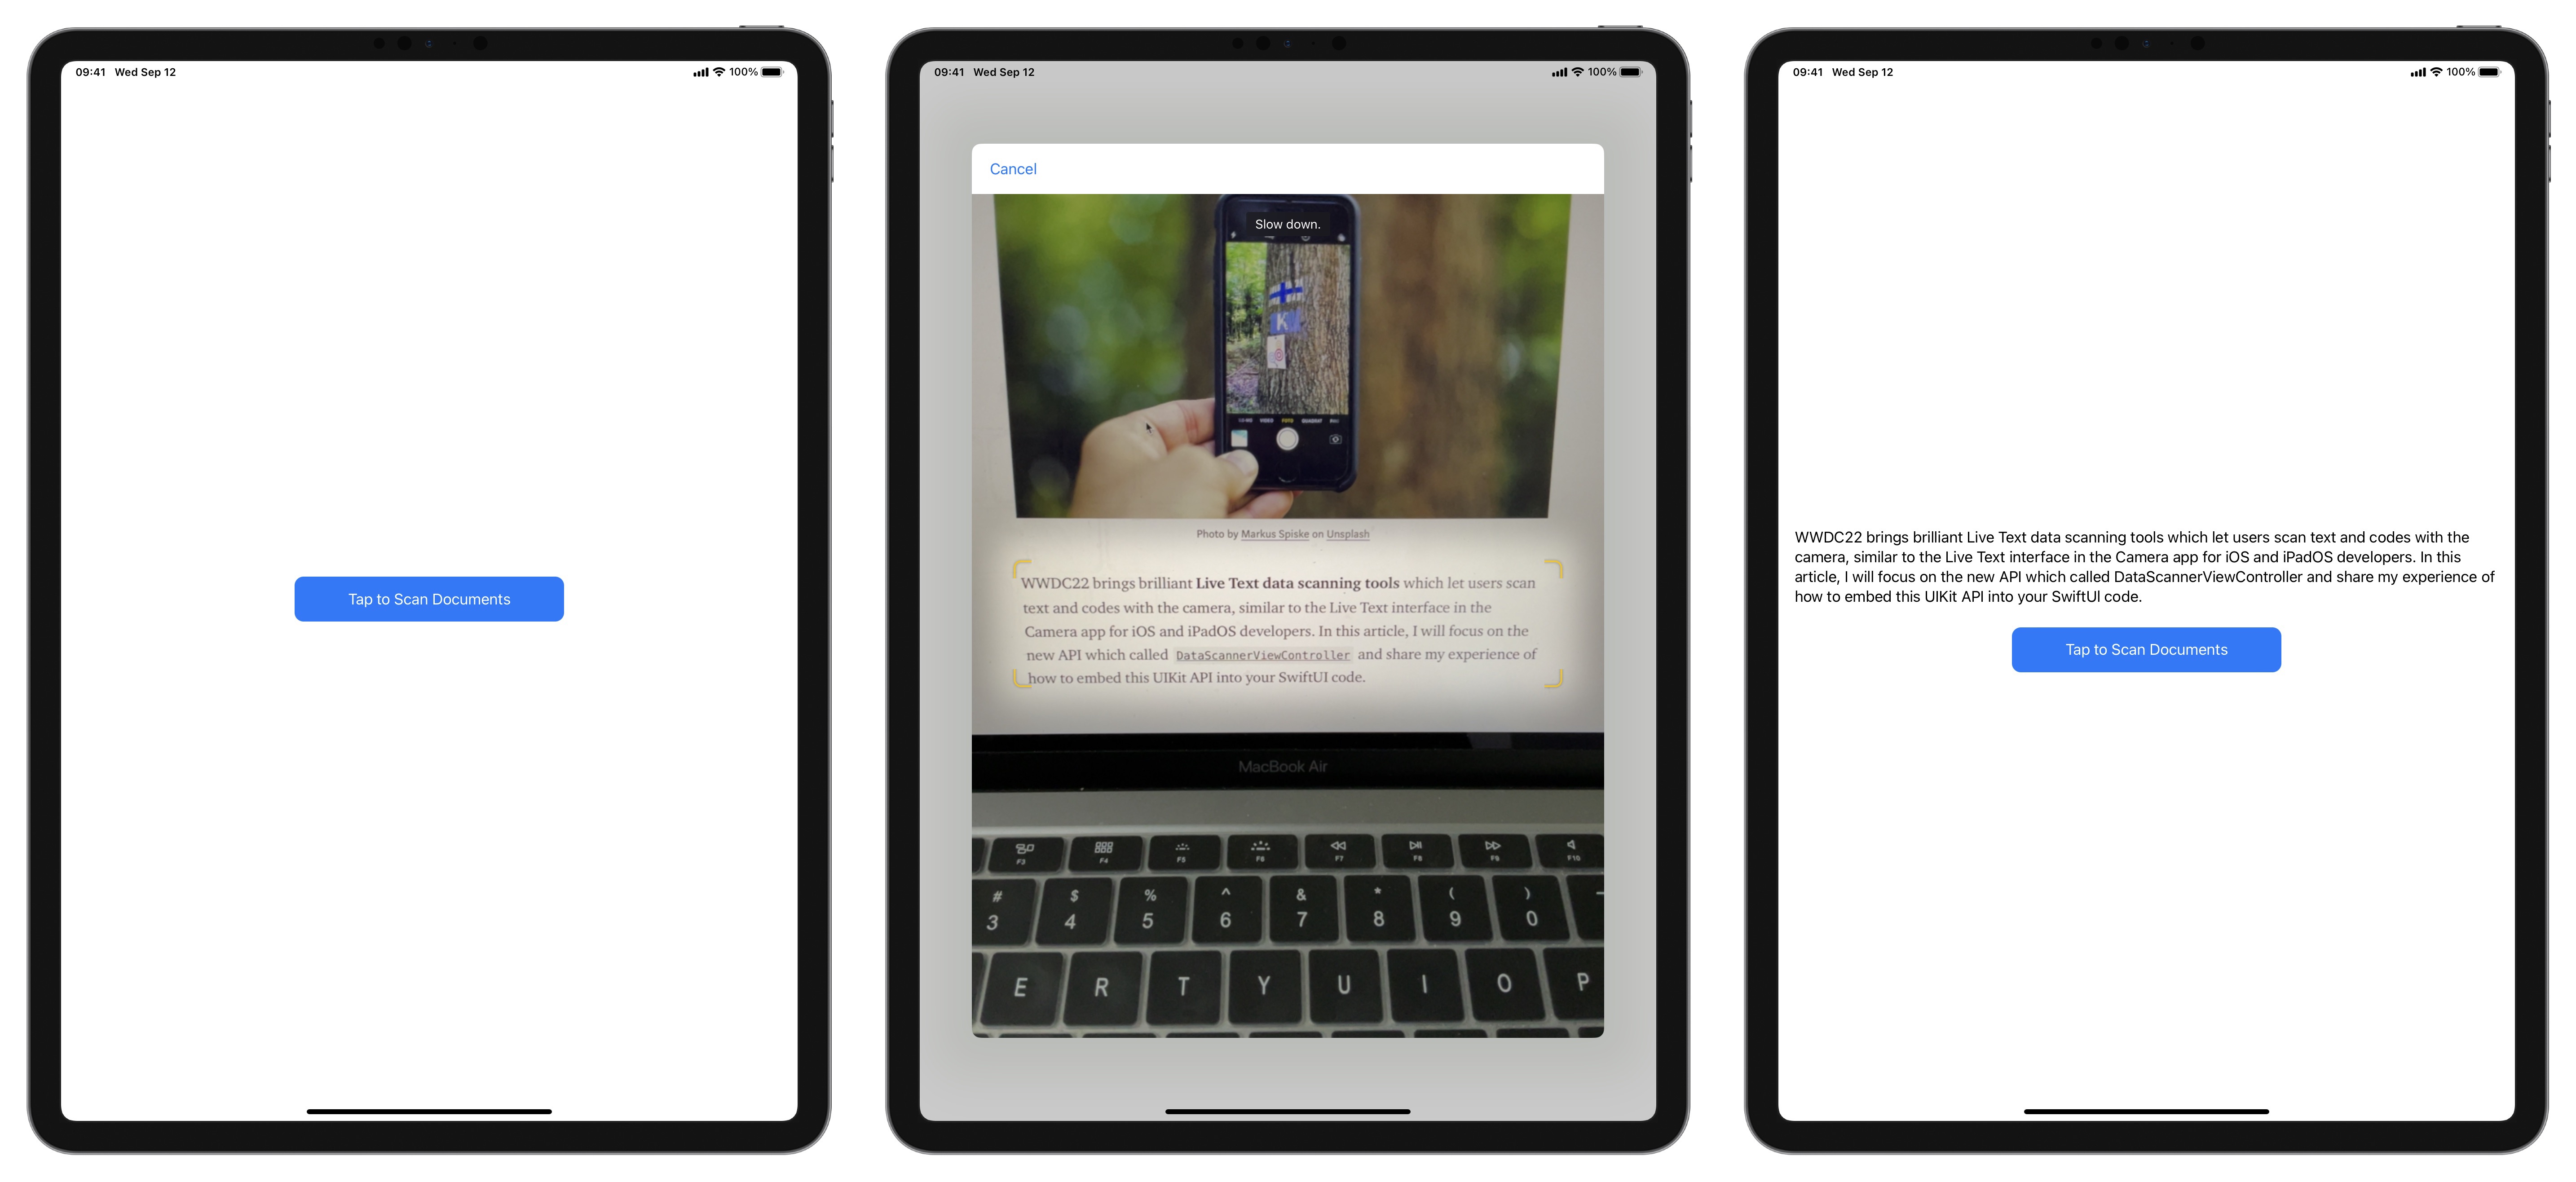 09:41 Wed Sep 12
100%
Tap to Scan Documents
09:41 Wed Sep 12
100%
Cancel
Slow down.
K
VIDEO FOTO QUADRAT
Photo by Markus Spiske on Unsplash
WWDC22 brings brilliant Live Text data scanning tools which let users scan
text and codes with the camera, similar to the Live Text interface in the
Camera app for iOS and iPadOS developers. In this article, I will focus on the
new API which called DataScannerViewController and share my experience of
how to embed this UIKit API into your SwiftUI code.
MacBook Air
F3 F4 F5 F6 F7 F8 F9 F10
# $ % ^ & * ( )
3 4 5 6 7 8 9 0
E R T Y U I O P
09:41 Wed Sep 12
100%
WWDC22 brings brilliant Live Text data scanning tools which let users scan text and codes with the
camera, similar to the Live Text interface in the Camera app for iOS and iPadOS developers. In this
article, I will focus on the new API which called DataScannerViewController and share my experience of
how to embed this UIKit API into your SwiftUI code.
Tap to Scan Documents